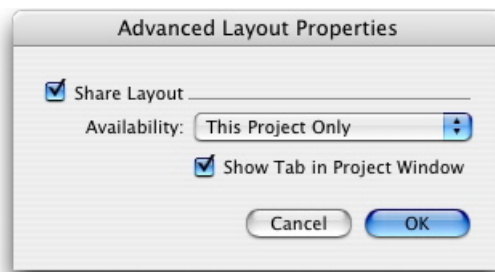 Advanced Layout Properties
Share Layout
Availability: This Project Only
Show Tab in Project Window
Cancel OK